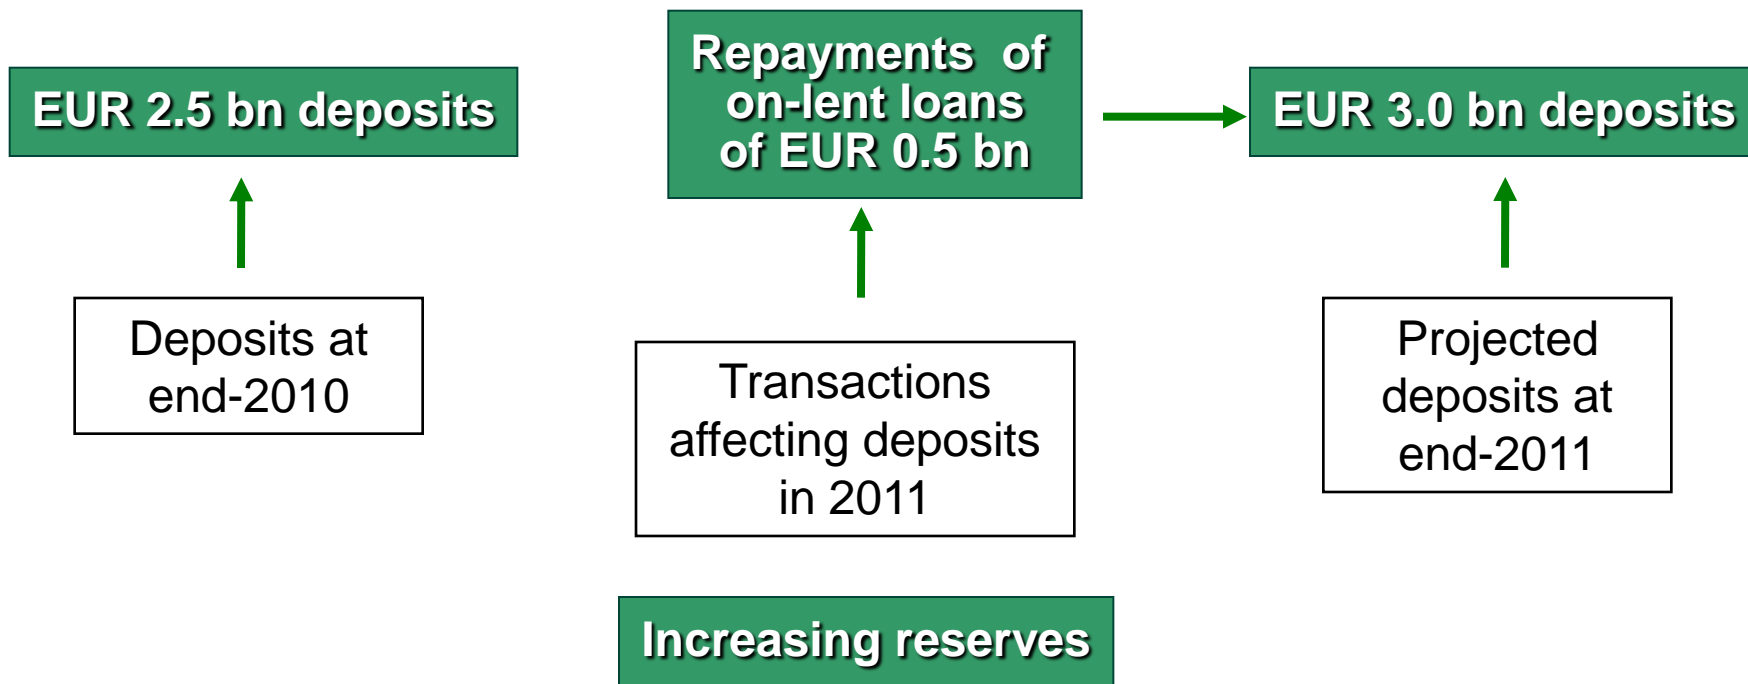 EUR 2.5 bn deposits
Repayments of
on-lent loans
of EUR 0.5 bn
EUR 3.0 bn deposits
Deposits at
end-2010
Transactions
affecting deposits
in 2011
Projected
deposits at
end-2011
Increasing reserves